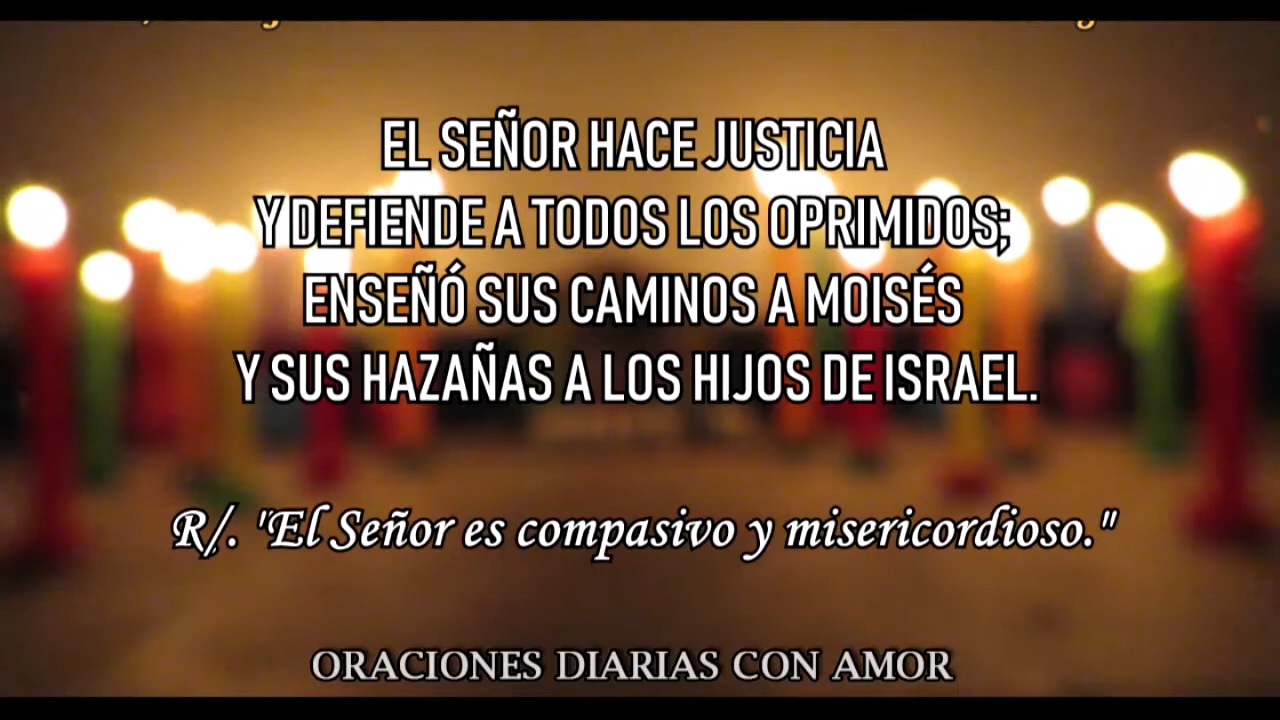 EL SEÑOR HACE JUSTICIA
Y DEFIENDE A TODOS LOS OPRIMIDOS;
ENSEÑÓ SUS CAMINOS A MOISÉS
Y SUS HAZAÑAS A LOS HIJOS DE ISRAEL.
R/. "El Señor es compasivo y misericordioso."
ORACIONES DIARIAS CON AMOR